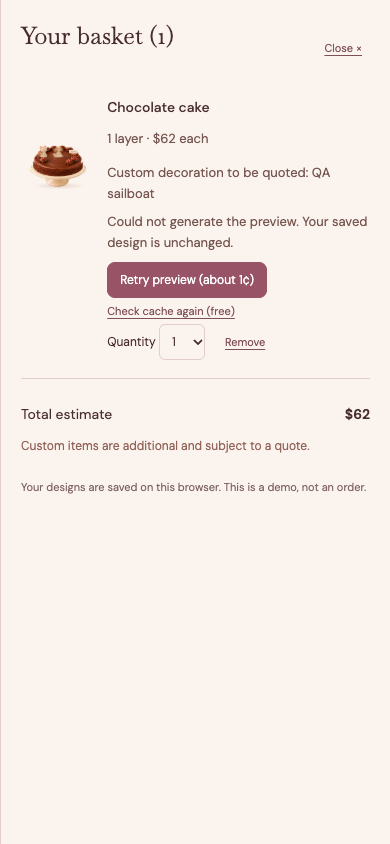 Your basket (1)
Close ×
Chocolate cake
1 layer · $62 each
Custom decoration to be quoted: QA
sailboat
Could not generate the preview. Your saved
design is unchanged.
Retry preview (about 1¢)
Check cache again (free)
Quantity 1 Remove
Total estimate $62
Custom items are additional and subject to a quote.
Your designs are saved on this browser. This is a demo, not an order.